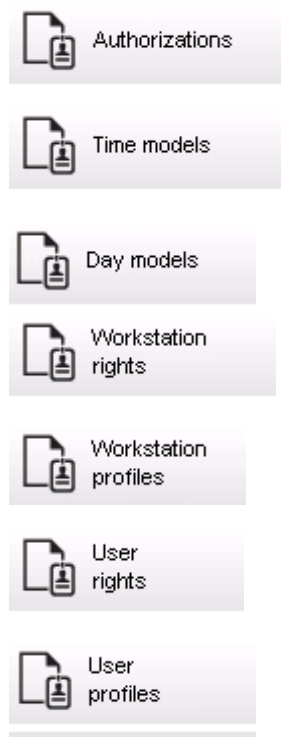 Authorizations
Time models
Day models
Workstation
rights
Workstation
profiles
User
rights
User
profiles